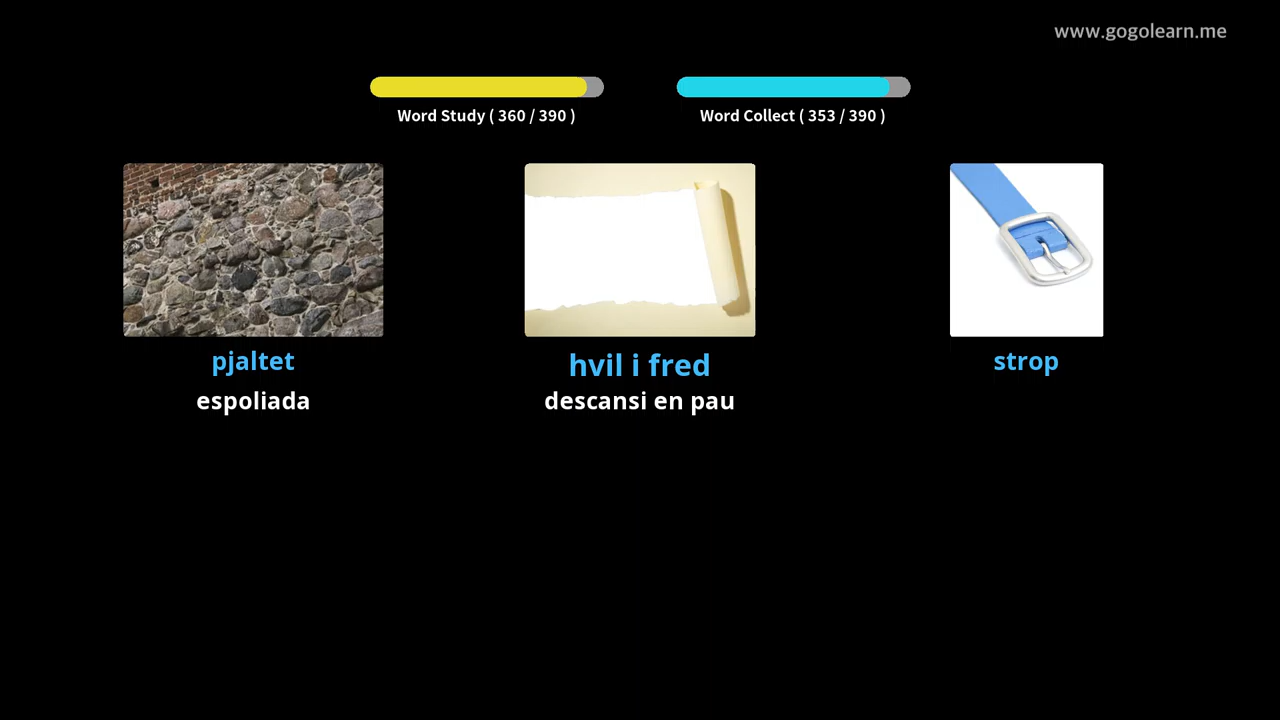 www.gogolearn.me
Word Study ( 360 / 390 )
Word Collect ( 353 / 390 )
pjaltet
hvil i fred
strop
espoliada
descansi en pau